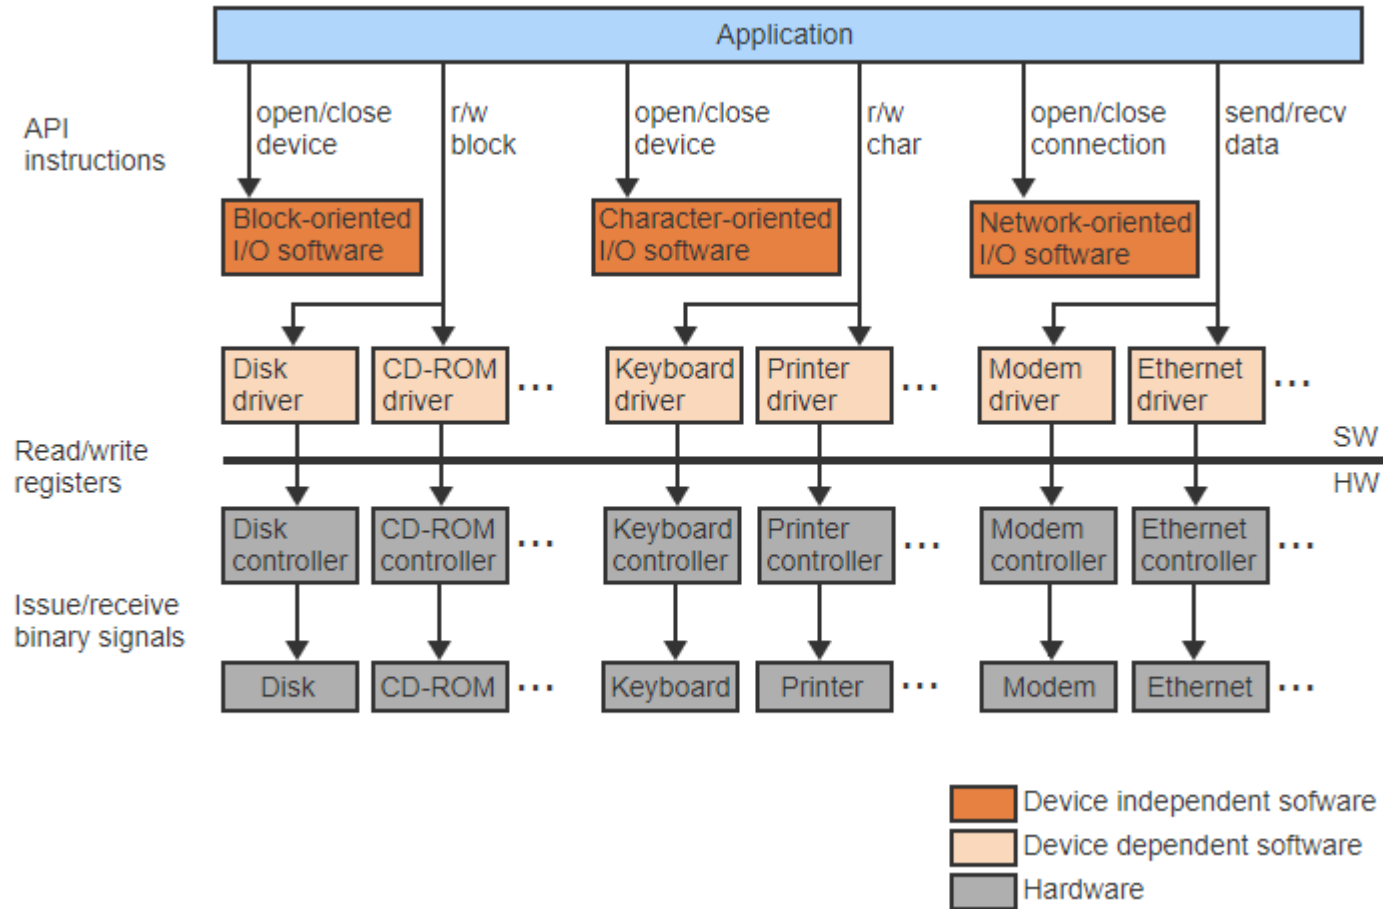 Application
API
instructions
open/close
device
r/w
block
open/close
device
r/w
char
open/close
connection
send/recv
data
Block-oriented
I/O software
Character-oriented
I/O software
Network-oriented
I/O software
Disk
driver
CD-ROM
driver
...
Keyboard
driver
Printer
driver
...
Modem
driver
Ethernet
driver
...
Read/write
registers
SW
HW
Disk
controller
CD-ROM
controller
...
Keyboard
controller
Printer
controller
...
Modem
controller
Ethernet
controller
...
Issue/receive
binary signals
Disk
CD-ROM
...
Keyboard
Printer
...
Modem
Ethernet
...
Device independent sofware
Device dependent software
Hardware